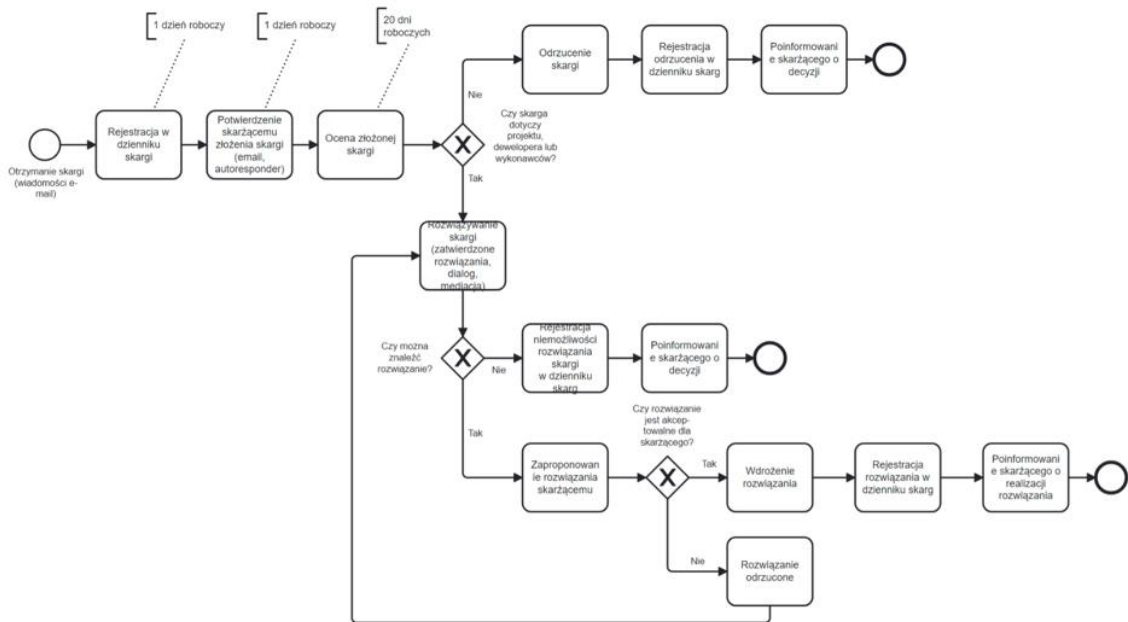 1 dzień roboczy
1 dzień roboczy
20 dni
roboczych
Otrzymanie skargi
(wiadomości e-
mail)
Rejestracja w
dzienniku
skargi
Potwierdzenie
skarżącemu
złożenia skargi
(email,
autoresponder)
Ocena złożonej
skargi
Czy skarga
dotyczy
projektu,
dewelopera lub
wykonawców?
Nie
Odrzucenie
skargi
Rejestracja
odrzucenia w
dzienniku skarg
Poinformowani
e skarżącego o
decyzji
Tak
Rozwiązywanie
skargi
(zatwierdzone
rozwiązania,
dialog,
mediacja)
Czy można
znaleźć
rozwiązanie?
Nie
Rejestracja
niemożliwości
rozwiązania
skargi
w dzienniku
skarg
Poinformowani
e skarżącego o
decyzji
Tak
Zaproponowan
ie rozwiązania
skarżącemu
Czy rozwiązanie
jest akcep-
towalne dla
skarżącego?
Tak
Wdrożenie
rozwiązania
Rejestracja
rozwiązania w
dzienniku skarg
Poinformowani
e skarżącego o
realizacji
rozwiązania
Nie
Rozwiązanie
odrzucone